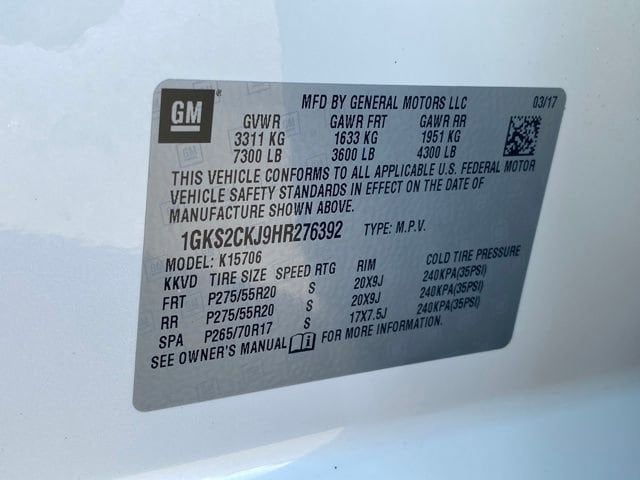 GM
MFD BY GENERAL MOTORS LLC 03/17
GVWR GAWR FRT GAWR RR
3311 KG 1633 KG 1951 KG
7300 LB 3600 LB 4300 LB
THIS VEHICLE CONFORMS TO ALL APPLICABLE U.S. FEDERAL MOTOR
VEHICLE SAFETY STANDARDS IN EFFECT ON THE DATE OF
MANUFACTURE SHOWN ABOVE.
1GKS2CKJ9HR276392 TYPE: M.P.V.
MODEL: K15706
KKVD TIRE SIZE SPEED RTG RIM COLD TIRE PRESSURE
FRT P275/55R20 S 20X9J 240KPA(35PSI)
RR P275/55R20 S 20X9J 240KPA(35PSI)
SPA P265/70R17 S 17X7.5J 240KPA(35PSI)
SEE OWNER'S MANUAL FOR MORE INFORMATION.